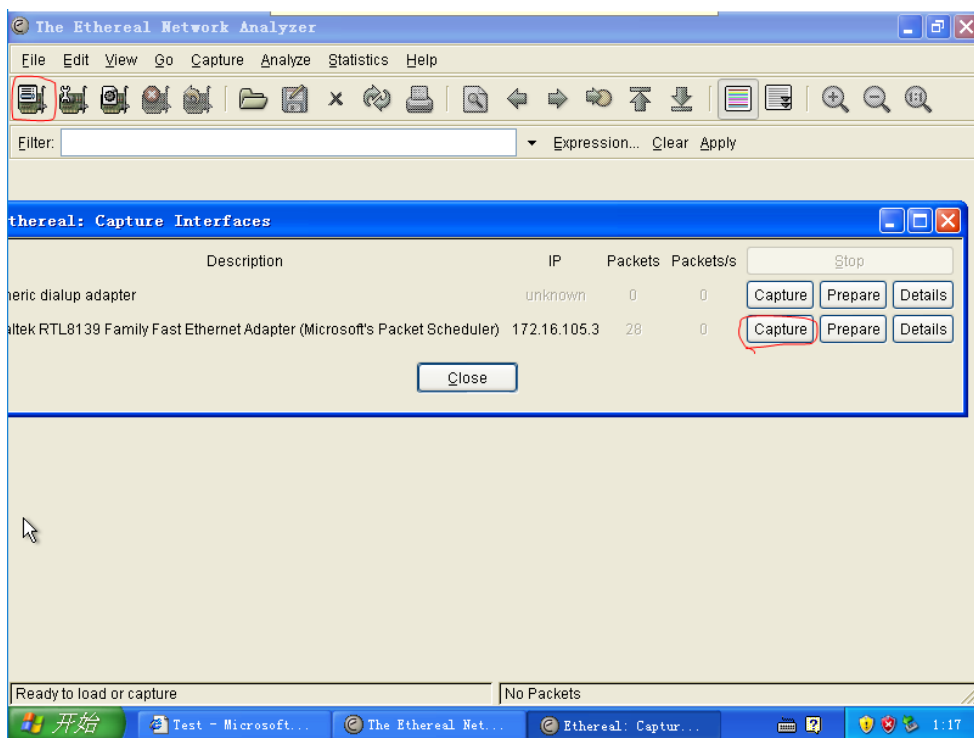 The Ethereal Network Analyzer
File Edit View Go Capture Analyze Statistics Help
Filter: Expression... Clear Apply
thereal: Capture Interfaces
Description IP Packets Packets/s Stop
neric dialup adapter unknown 0 0 Capture Prepare Details
altek RTL8139 Family Fast Ethernet Adapter (Microsoft's Packet Scheduler) 172.16.105.3 28 0 Capture Prepare Details
Close
Ready to load or capture No Packets
开始 Test - Microsoft... The Ethereal Net... Ethereal: Captur... 1:17